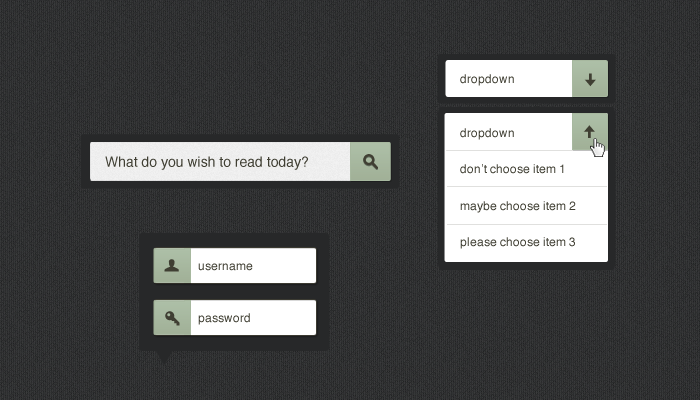 What do you wish to read today?
username
password
dropdown
dropdown
don't choose item 1
maybe choose item 2
please choose item 3